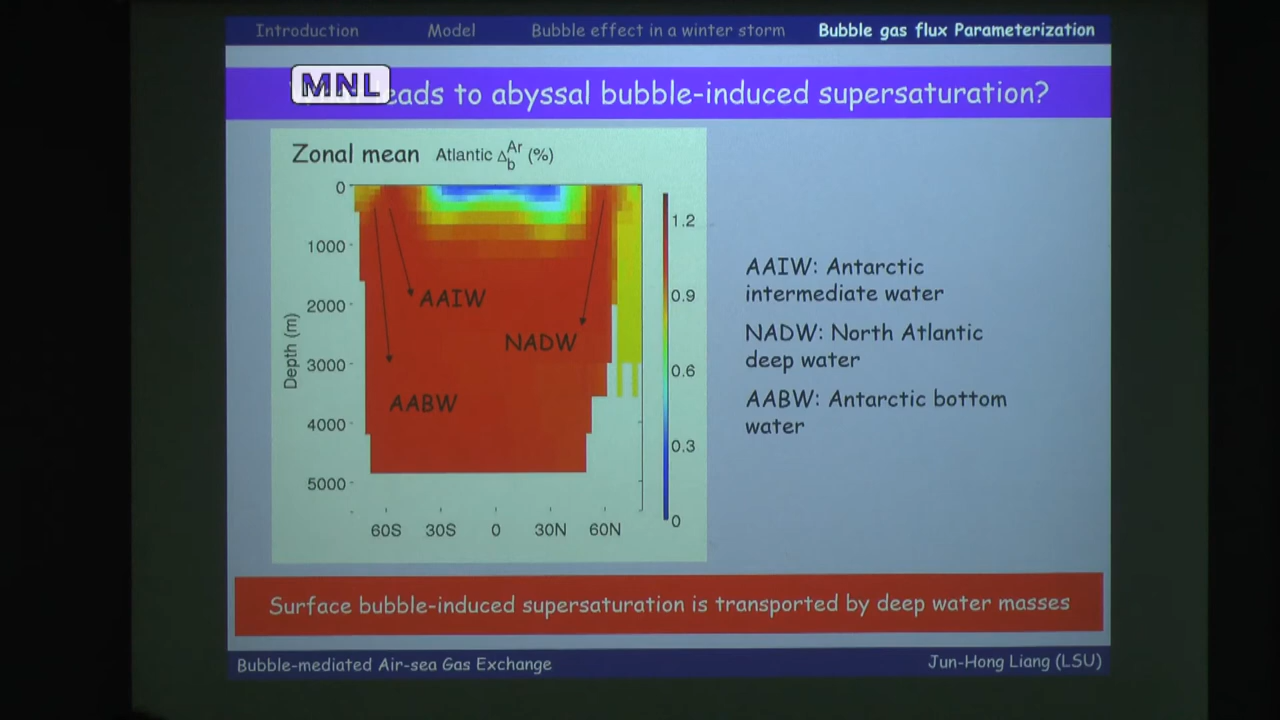 Introduction Model Bubble effect in a winter storm Bubble gas flux Parameterization
MNL
leads to abyssal bubble-induced supersaturation?
Zonal mean Atlantic Δ_b^Ar (%)
0
1000
2000
3000
4000
5000
Depth (m)
AAIW
NADW
AABW
60S 30S 0 30N 60N
1.2
0.9
0.6
0.3
0
AAIW: Antarctic
intermediate water
NADW: North Atlantic
deep water
AABW: Antarctic bottom
water
Surface bubble-induced supersaturation is transported by deep water masses
Bubble-mediated Air-sea Gas Exchange Jun-Hong Liang (LSU)